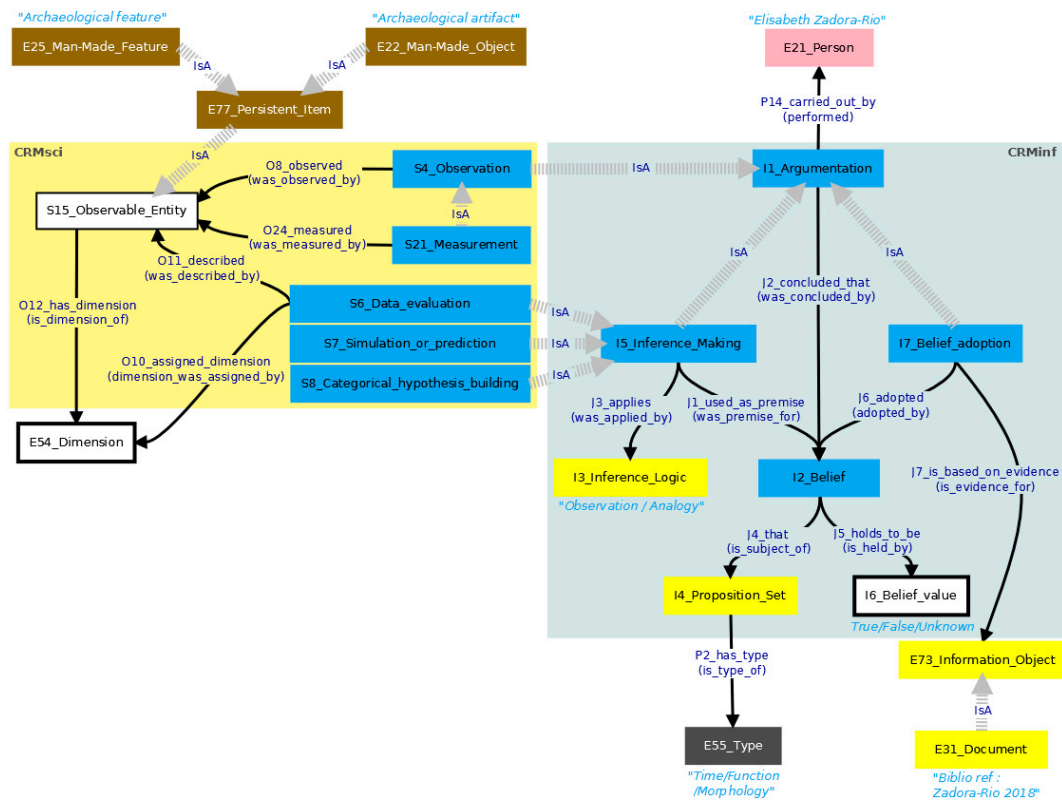 "Archaeological feature"
"Archaeological artifact"
"Elisabeth Zadora-Rio"
E25_Man-Made_Feature
E22_Man-Made_Object
E21_Person
IsA
IsA
E77_Persistent_Item
P14_carried_out_by
(performed)
CRMsci
CRMinf
IsA
O8_observed
(was_observed_by)
S4_Observation
IsA
I1_Argumentation
S15_Observable_Entity
IsA
O24_measured
(was_measured_by)
S21_Measurement
O11_described
(was_described_by)
IsA
IsA
J2_concluded_that
(was_concluded_by)
O12_has_dimension
(is_dimension_of)
S6_Data_evaluation
IsA
S7_Simulation_or_prediction
IsA
I5_Inference_Making
I7_Belief_adoption
O10_assigned_dimension
(dimension_was_assigned_by)
S8_Categorical_hypothesis_building
IsA
J3_applies
(was_applied_by)
J1_used_as_premise
(was_premise_for)
J6_adopted
(adopted_by)
E54_Dimension
I3_Inference_Logic
I2_Belief
J7_is_based_on_evidence
(is_evidence_for)
"Observation / Analogy"
J4_that
(is_subject_of)
J5_holds_to_be
(is_held_by)
I4_Proposition_Set
I6_Belief_value
True/False/Unknown
P2_has_type
(is_type_of)
E73_Information_Object
IsA
E55_Type
E31_Document
"Time/Function
/Morphology"
"Biblio ref :
Zadora-Rio 2018"